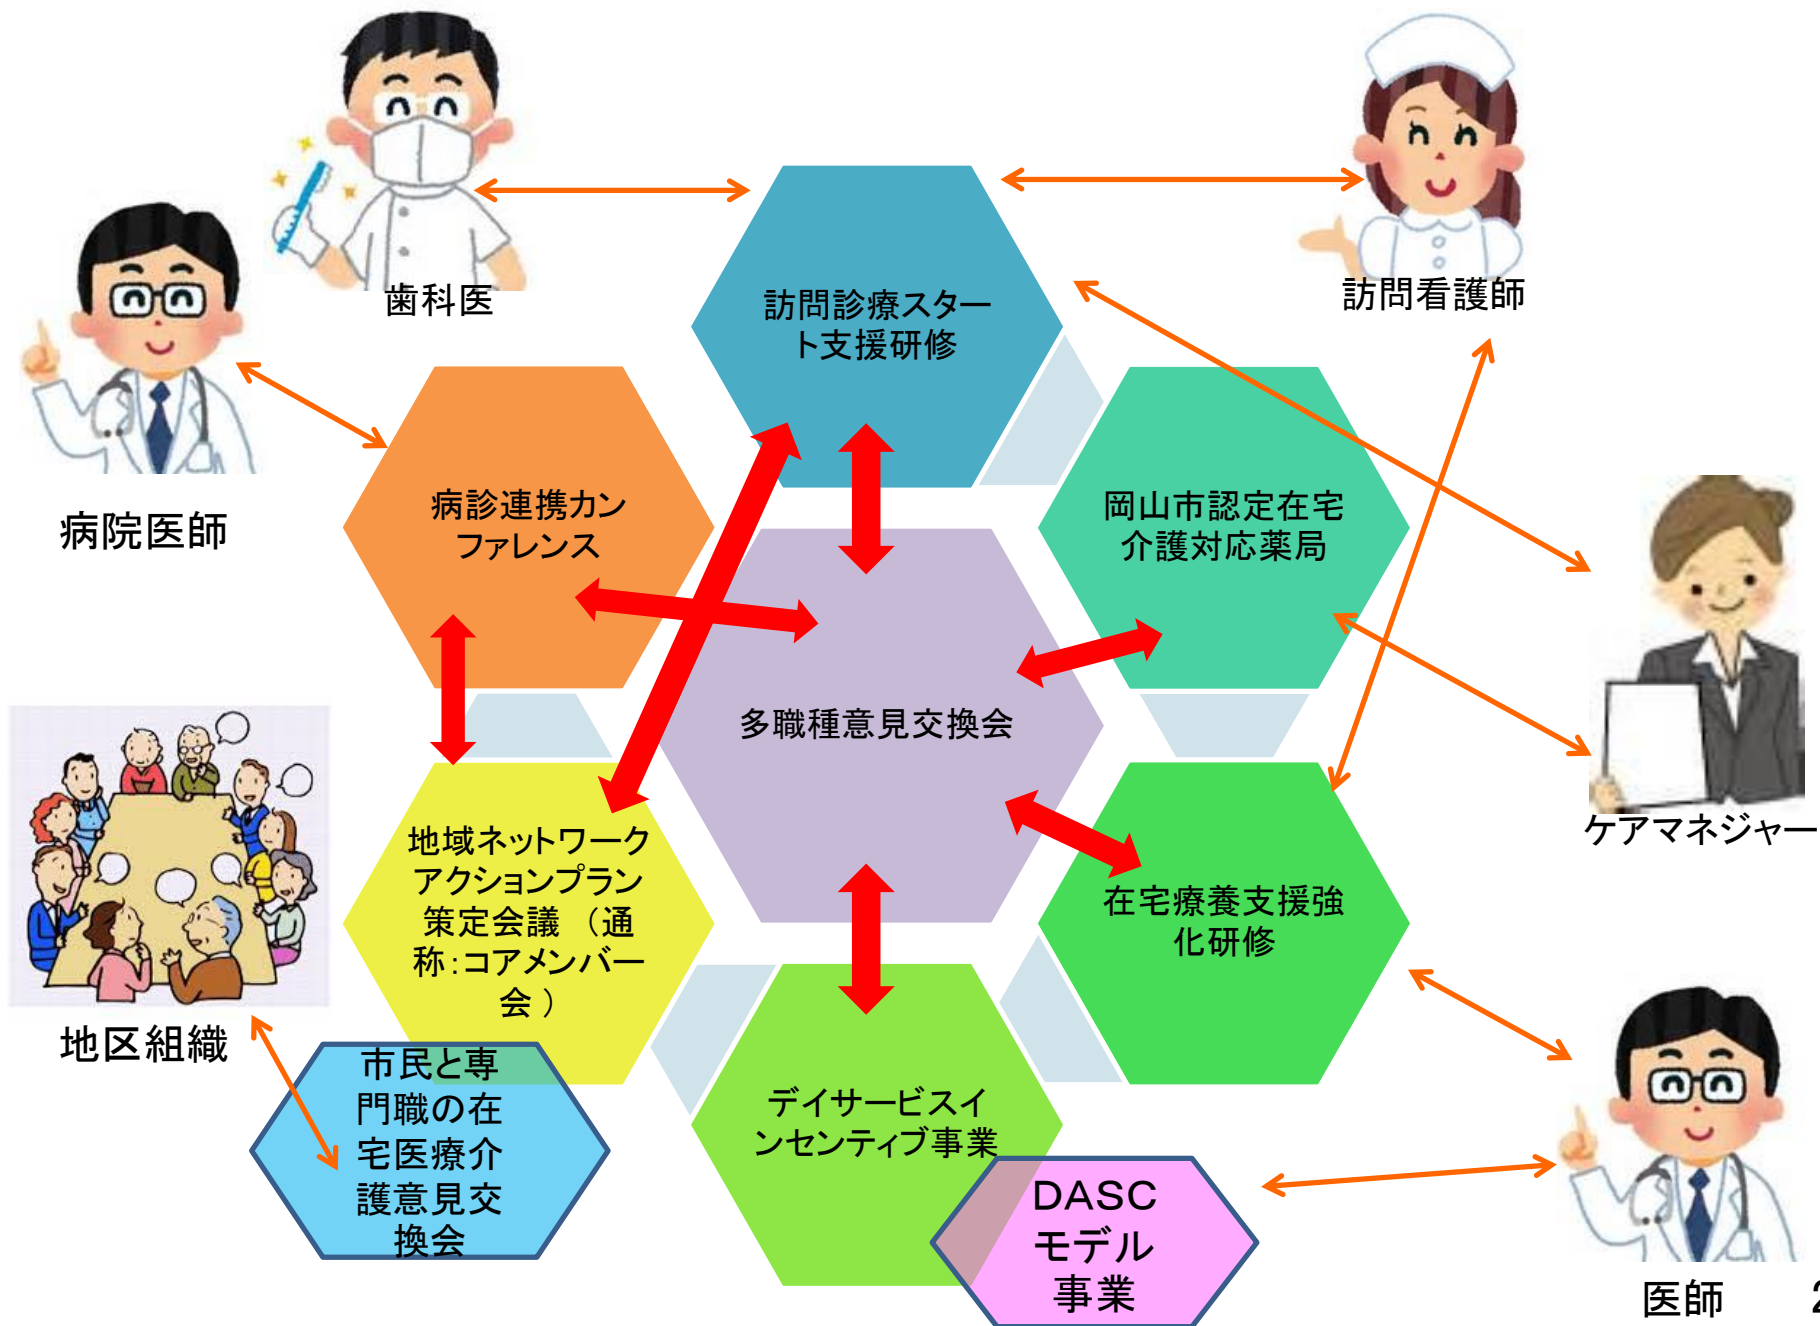 歯科医
訪問看護師
訪問診療スター
ト支援研修
病院医師
病診連携カン
ファレンス
岡山市認定在宅
介護対応薬局
多職種意見交換会
ケアマネジャー
地域ネットワーク
アクションプラン
策定会議 （通
称：コアメンバー
会 ）
在宅療養支援強
化研修
地区組織
市民と専
門職の在
宅医療介
護意見交
換会
デイサービスイ
ンセンティブ事業
DASC
モデル
事業
医師
2